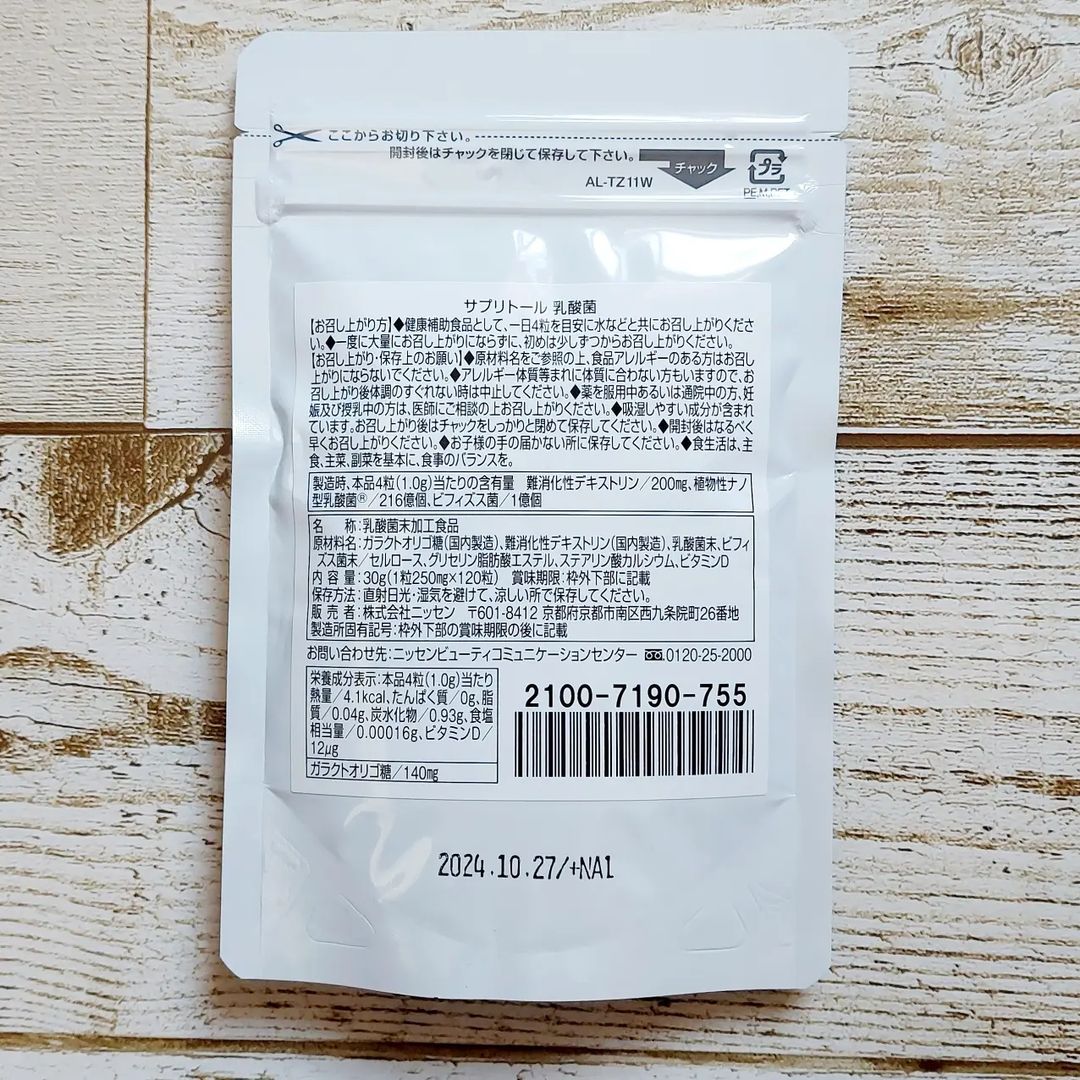 ここからお切り下さい。
開封後はチャックを閉じて保存して下さい。
チャック
プラ
AL-TZ11W
PE,M,PET
サプリトール 乳酸菌
【お召し上がり方】◆健康補助食品として、一日4粒を目安に水などと共にお召し上がりくださ
い。◆一度に大量にお召し上がりにならずに、初めは少しずつからお召し上がりください。
【お召し上がり・保存上のお願い】◆原材料名をご参照の上、食品アレルギーのある方はお召し
上がりにならないでください。◆アレルギー体質等まれに体質に合わない方もいますので、お
召し上がり後体調のすぐれない時は中止してください。◆薬を服用中あるいは通院中の方、妊
娠及び授乳中の方は、医師にご相談の上お召し上がりください。◆吸湿しやすい成分が含まれ
ています。お召し上がり後はチャックをしっかりと閉めて保存してください。◆開封後はなるべく
早くお召し上がりください。◆お子様の手の届かない所に保存してください。◆食生活は、主
食、主菜、副菜を基本に、食事のバランスを。
製造時、本品4粒(1.0g)当たりの含有量 難消化性デキストリン/200mg、植物性ナノ
型乳酸菌®/216億個、ビフィズス菌/1億個
名 称:乳酸菌末加工食品
原材料名:ガラクトオリゴ糖(国内製造)、難消化性デキストリン(国内製造)、乳酸菌末、ビフィ
ズス菌末/セルロース、グリセリン脂肪酸エステル、ステアリン酸カルシウム、ビタミンD
内 容 量:30g(1粒250mg×120粒) 賞味期限:枠外下部に記載
保存方法:直射日光・湿気を避けて、涼しい所で保存してください。
販 売 者:株式会社ニッセン 〒601-8412 京都府京都市南区西九条院町26番地
製造所固有記号:枠外下部の賞味期限の後に記載
お問い合わせ先:ニッセンビューティコミュニケーションセンター 0120-25-2000
栄養成分表示:本品4粒(1.0g)当たり
熱量/4.1kcal、たんぱく質/0g、脂
質/0.04g、炭水化物/0.93g、食塩
相当量/0.00016g、ビタミンD/
12μg
ガラクトオリゴ糖/140mg
2100-7190-755
2024.10.27/+NA1